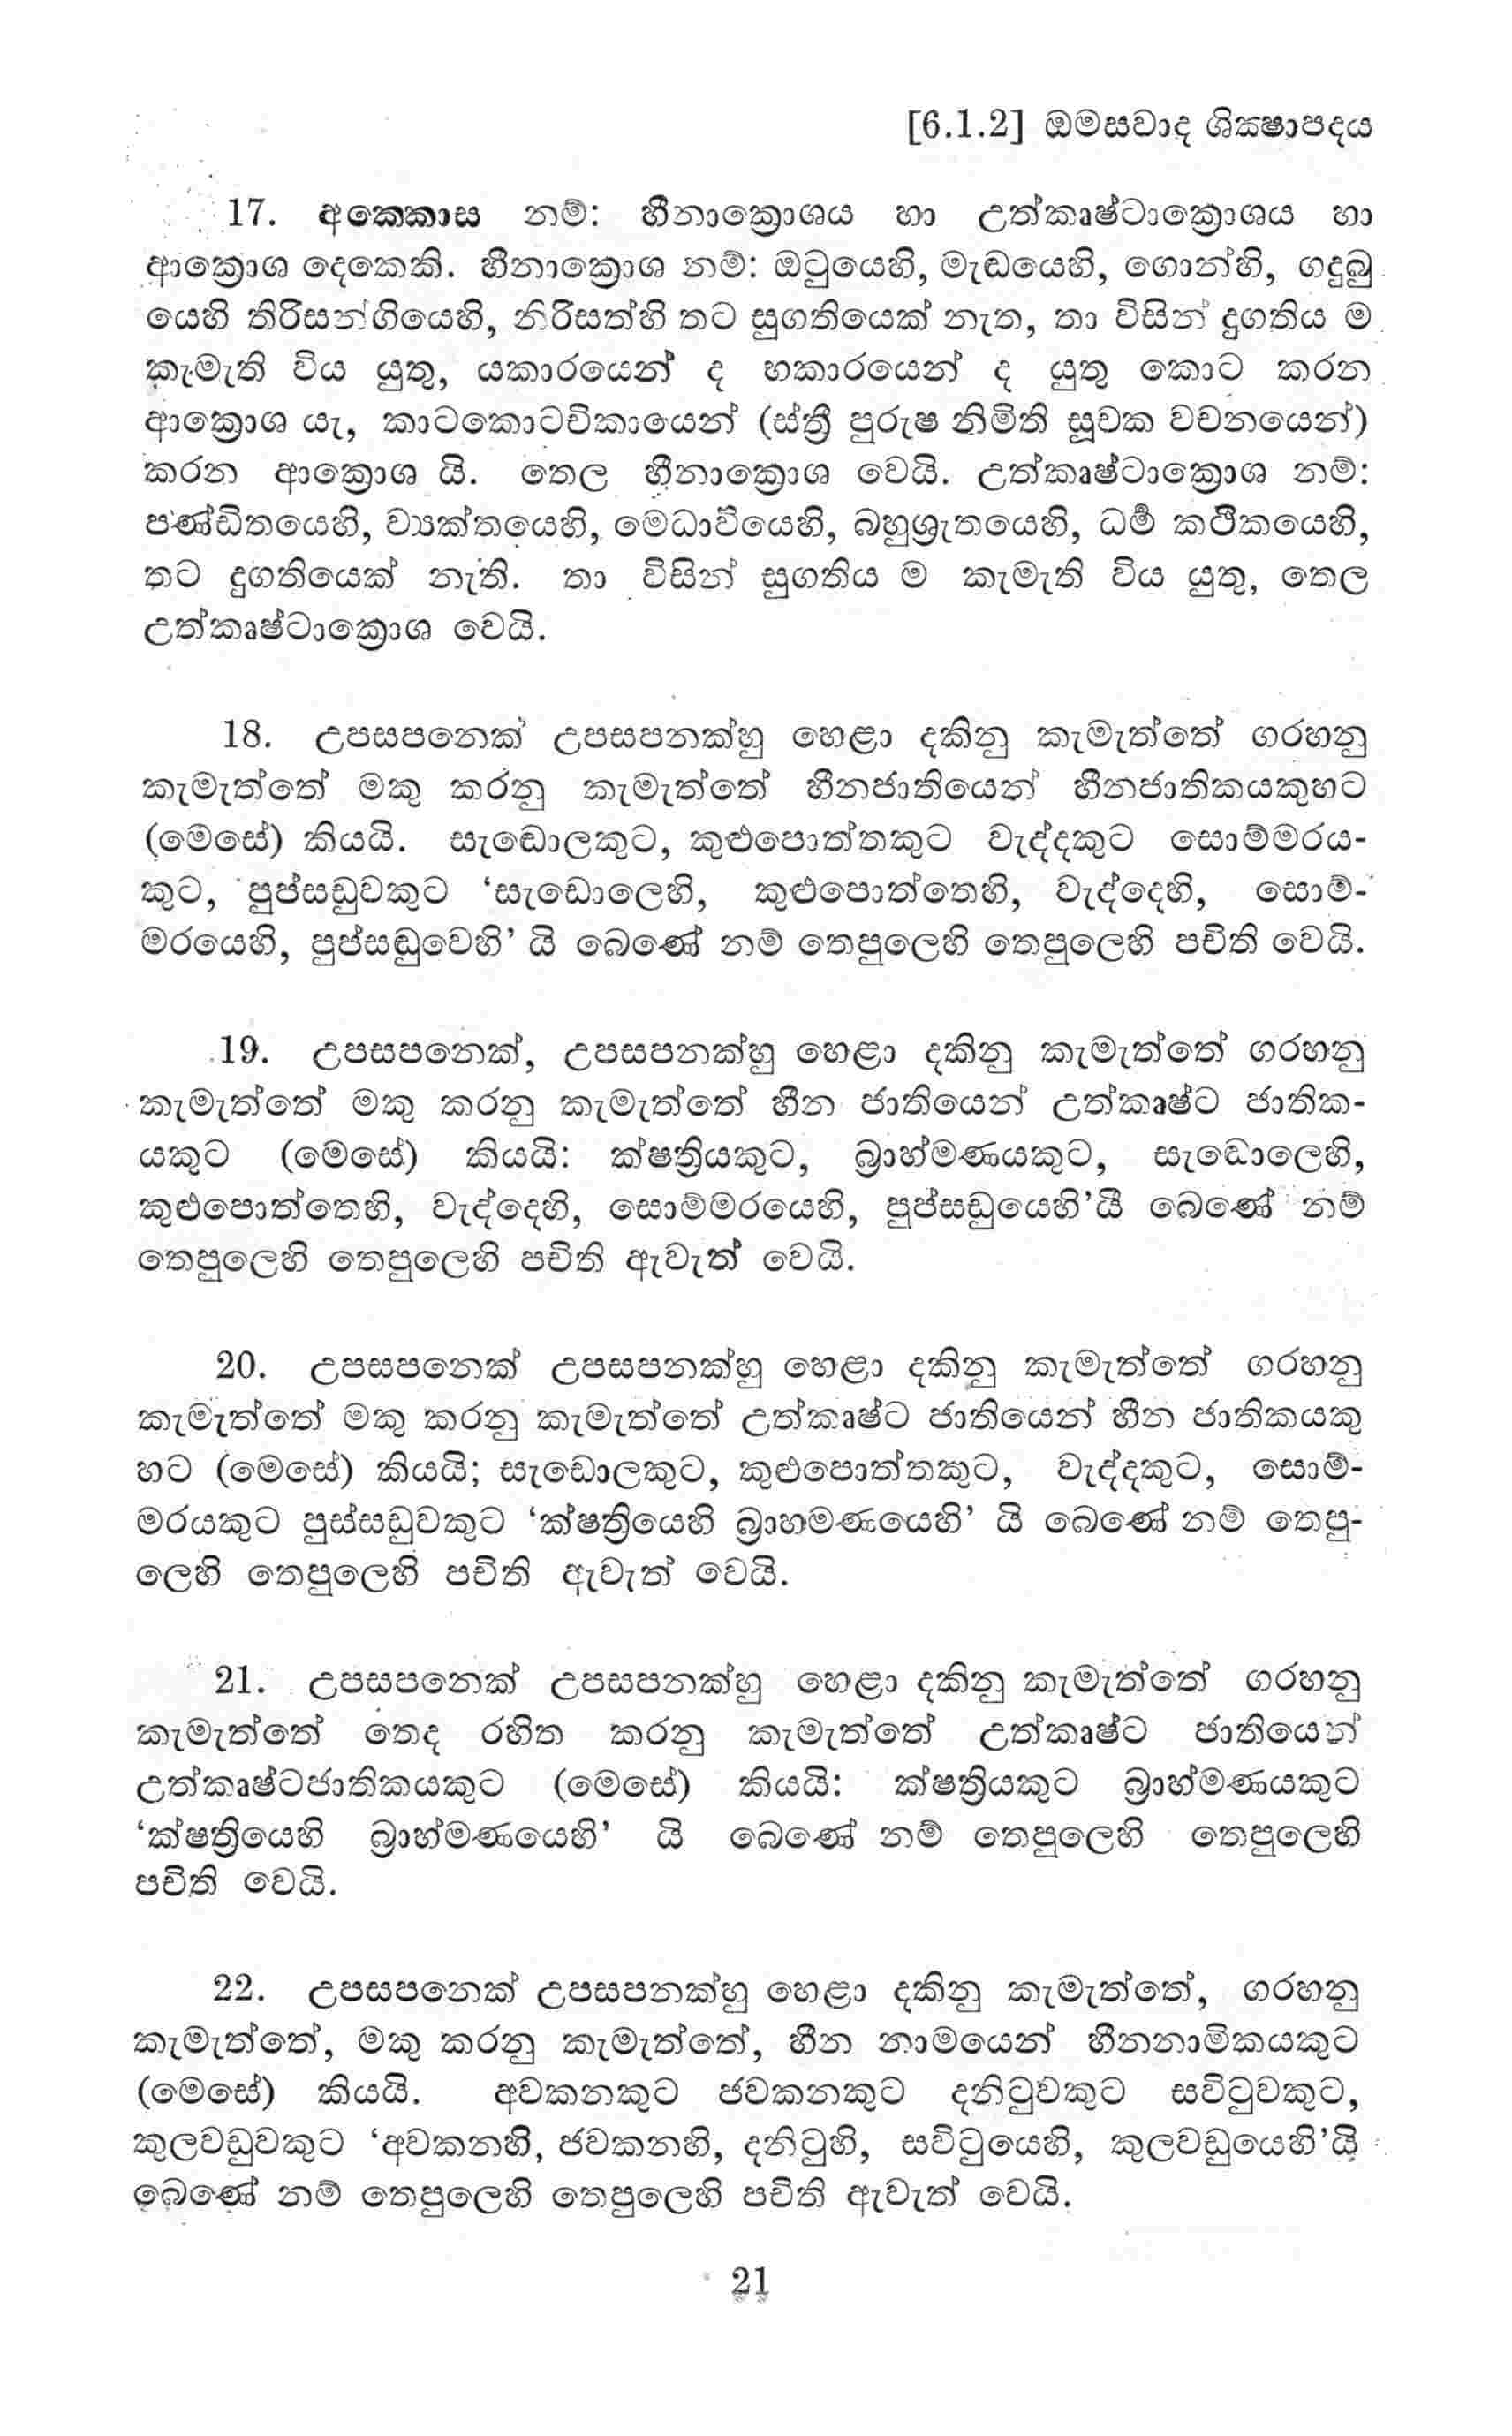 [6.1.2] ඔමසවාද ශික්‍ෂාපදය
17. අක්‍කොස නම්: හීනාක්‍රොශය හා උත්කෘෂ්ටාක්‍රොශය හා
ආක්‍රොශ දෙකෙකි. හීනාක්‍රොශ නම්: ඔටුයෙහි, මැඬයෙහි, ගොන්හි, ගදුබු
යෙහි තිරිසන්ගියෙහි, නිරිසත්හි තට සුගතියෙක් නැත, තා විසින් දුගතිය ම
කැමැති විය යුතු, යකාරයෙන් ද භකාරයෙන් ද යුතු කොට කරන
ආක්‍රොශ යැ, කාටකොටචිකායෙන් (ස්ත්‍රී පුරුෂ නිමිති සූචක වචනයෙන්)
කරන ආක්‍රොශ යි. තෙල හීනාක්‍රොශ වෙයි. උත්කෘෂ්ටාක්‍රොශ නම්:
පණ්ඩිතයෙහි, ව්‍යක්තයෙහි, මෙධාවියෙහි, බහුශ්‍රැතයෙහි, ධර්‍ම කථිකයෙහි,
තට දුගතියෙක් නැති. තා විසින් සුගතිය ම කැමැති විය යුතු, තෙල
උත්කෘෂ්ටාක්‍රොශ වෙයි.
18. උපසපනෙක් උපසපනක්හු හෙළා දකිනු කැමැත්තේ ගරහනු
කැමැත්තේ මකු කරනු කැමැත්තේ හීනජාතියෙන් හීනජාතිකයකුහට
(මෙසේ) කියයි. සැඬොලකුට, කුළුපොත්තකුට වැද්දකුට සොම්මරය-
කුට, පුප්සඩුවකුට ‘සැඩොලෙහි, කුළුපොත්තෙහි, වැද්දෙහි, සොම්-
මරයෙහි, පුප්සඬුවෙහි’ යි බෙණේ නම් තෙපුලෙහි තෙපුලෙහි පචිති වෙයි.
19. උපසපනෙක්, උපසපනක්හු හෙළා දකිනු කැමැත්තේ ගරහනු
කැමැත්තේ මකු කරනු කැමැත්තේ හීන ජාතියෙන් උත්කෘෂ්ට ජාතික-
යකුට (මෙසේ) කියයි: ක්ෂත්‍රියකුට, බ්‍රාහ්මණයකුට, සැඬොලෙහි,
කුළුපොත්තෙහි, වැද්දෙහි, සොම්මරයෙහි, පුප්සඩුයෙහි’යී බෙණේ නම්
තෙපුලෙහි තෙපුලෙහි පචිති ඇවැත් වෙයි.
20. උපසපනෙක් උපසපනක්හු හෙළා දකිනු කැමැත්තේ ගරහනු
කැමැත්තේ මකු කරනු කැමැත්තේ උත්කෘෂ්ට ජාතියෙන් හීන ජාතිකයකු
හට (මෙසේ) කියයි; සැඩොලකුට, කුළුපොත්තකුට, වැද්දකුට, සොම්-
මරයකුට පුස්සඩුවකුට ‘ක්ෂත්‍රියෙහි බ්‍රාහමණයෙහි’ යි බෙණේ නම් තෙපු-
ලෙහි තෙපුලෙහි පචිති ඇවැත් වෙයි.
21. උපසපනෙක් උපසපනක්හු හෙළා දකිනු කැමැත්තේ ගරහනු
කැමැත්තේ තෙද රහිත කරනු කැමැත්තේ උත්කෘෂ්ට ජාතියෙන්
උත්කෘෂ්ටජාතිකයකුට (මෙසේ) කියයි: ක්ෂත්‍රියකුට බ්‍රාහ්මණයකුට
‘ක්ෂත්‍රියෙහි බ්‍රාහ්මණයෙහි’ යි බෙණේ නම් තෙපුලෙහි තෙපුලෙහි
පචිති වෙයි.
22. උපසපනෙක් උපසපනක්හු හෙළා දකිනු කැමැත්තේ, ගරහනු
කැමැත්තේ, මකු කරනු කැමැත්තේ, හීන නාමයෙන් හීනනාමිකයකුට
(මෙසේ) කියයි. අවකනකුට ජවකනකුට දනිටුවකුට සවිටුවකුට,
කුලවඩුවකුට ‘අවකනහි, ජවකනහි, දනිටුහි, සවිටුයෙහි, කුලවඩුයෙහි’යි
බෙණේ නම් තෙපුලෙහි තෙපුලෙහි පචිති ඇවැත් වෙයි.
21